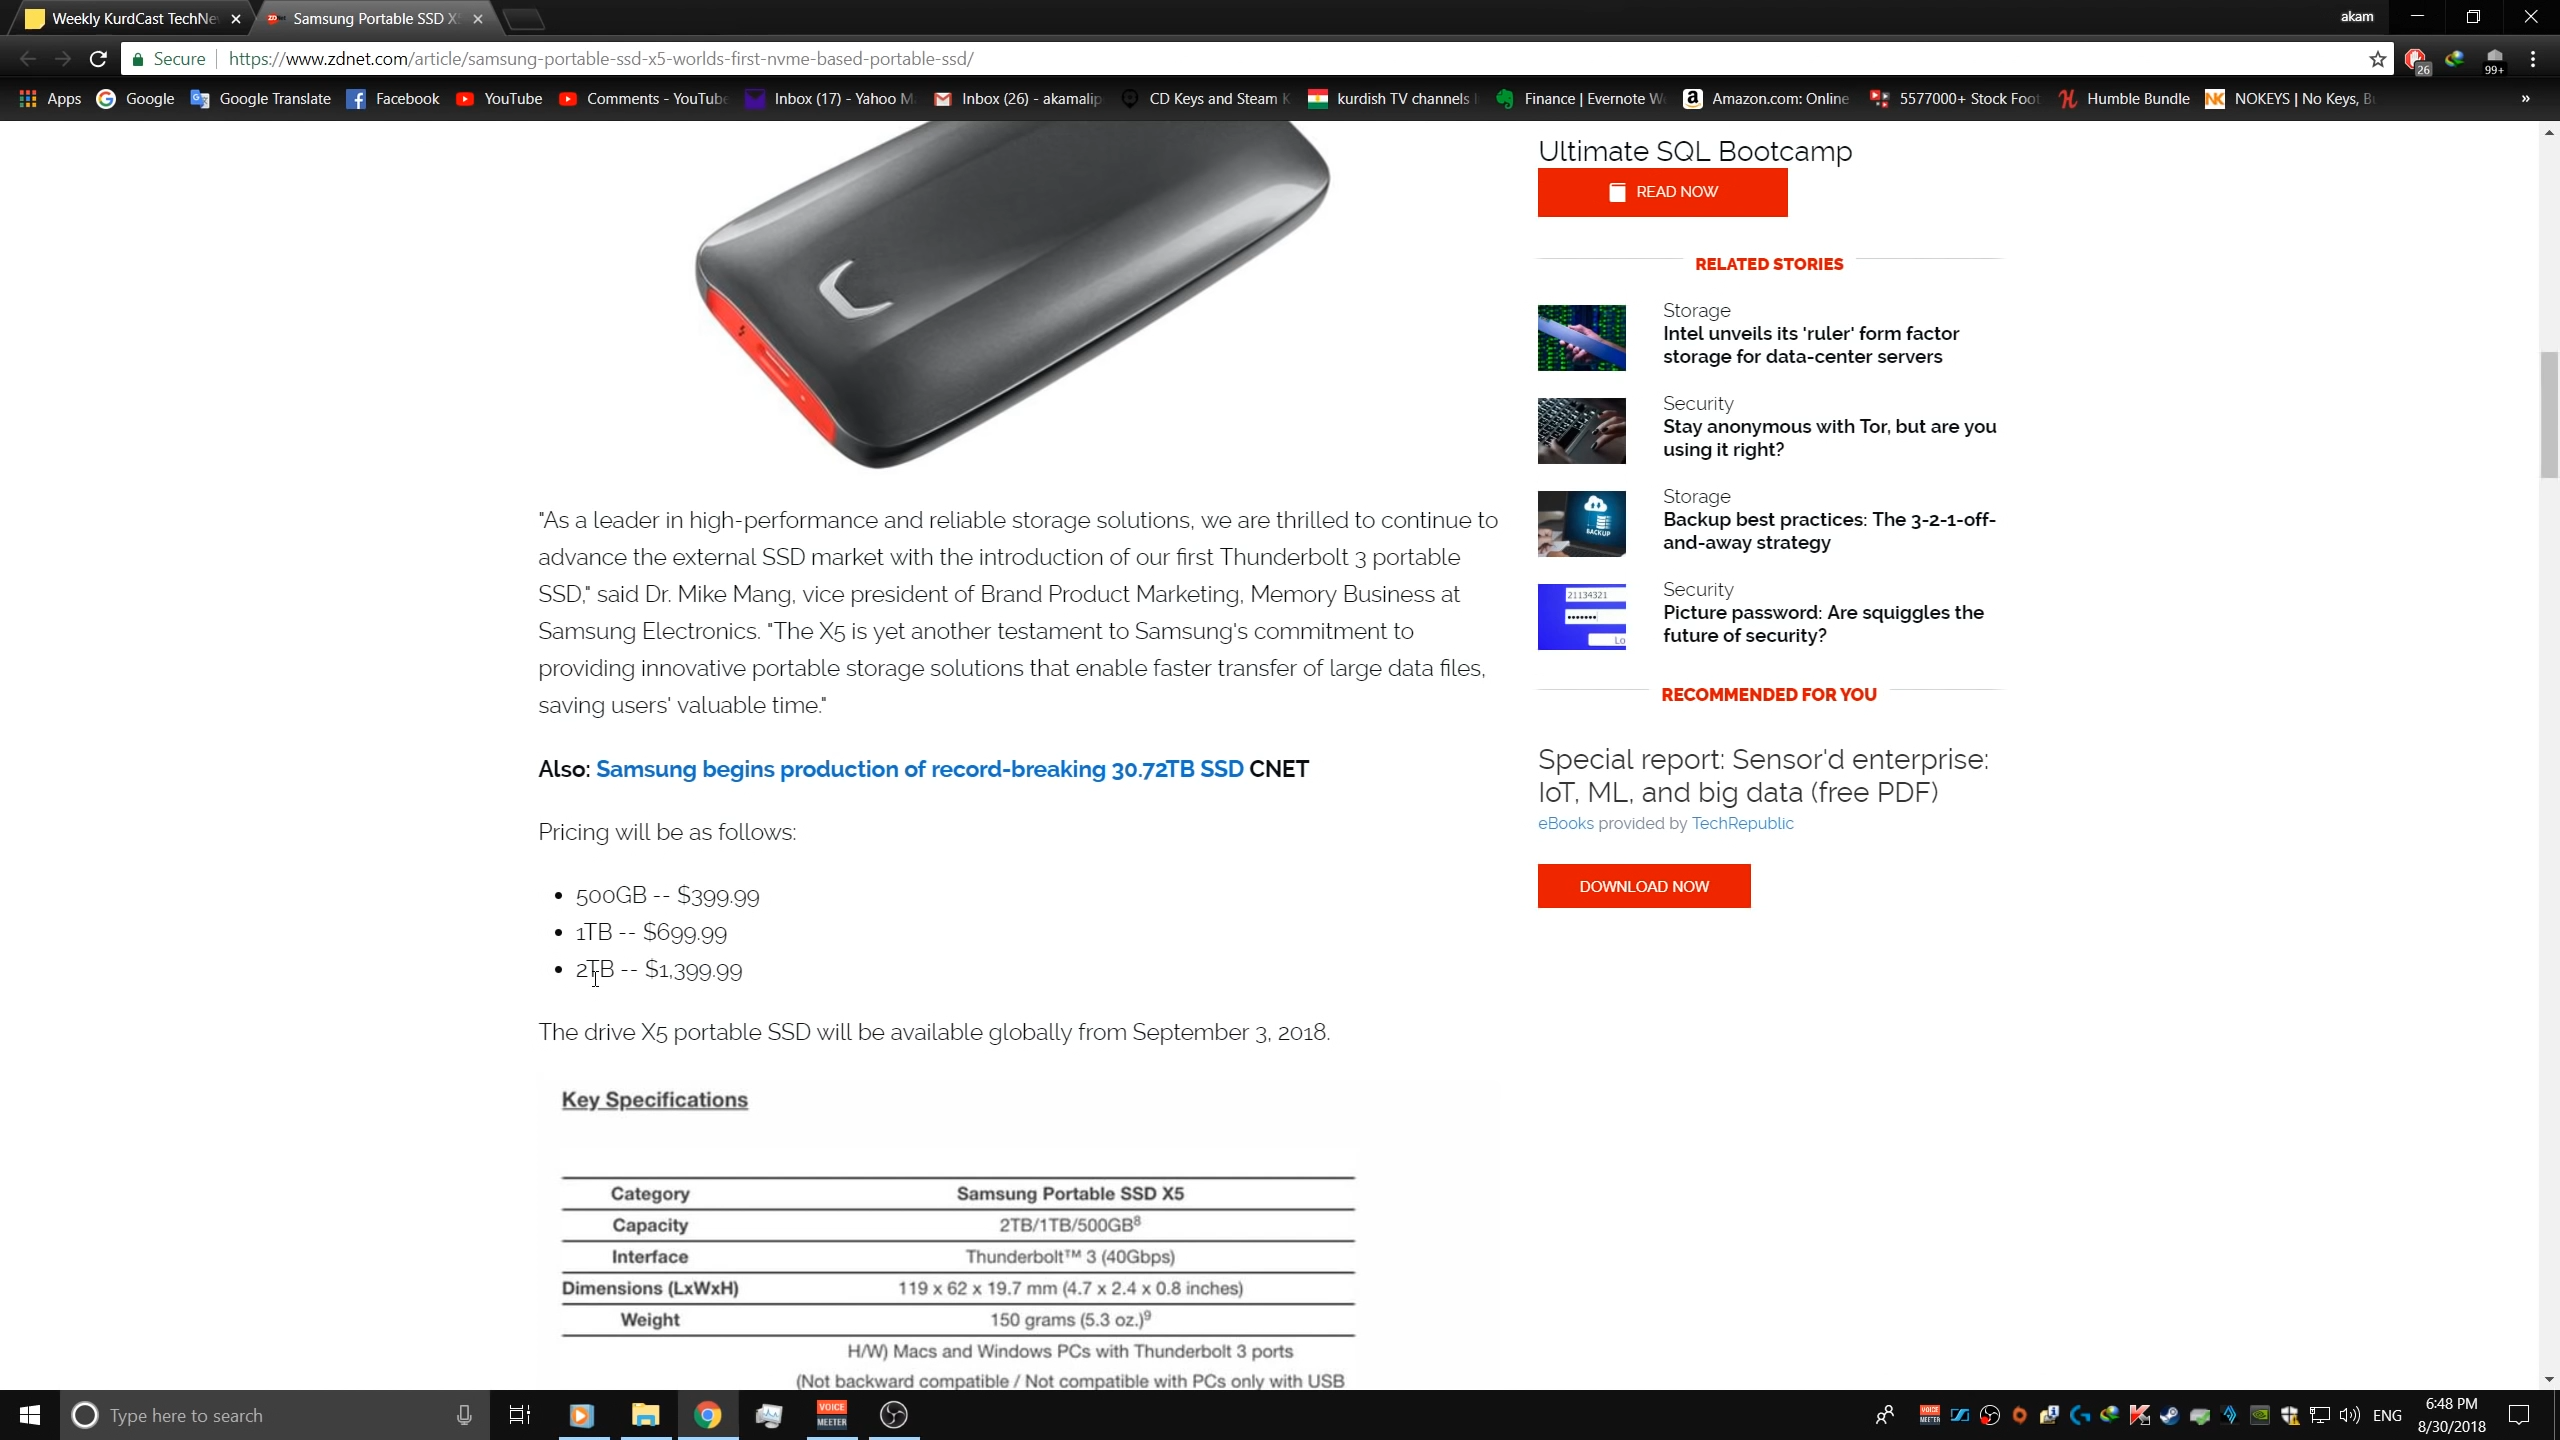 Weekly KurdCast TechNe
Samsung Portable SSD X
akam
Secure
https://www.zdnet.com/article/samsung-portable-ssd-x5-worlds-first-nvme-based-portable-ssd/
26
99+
Apps
Google
Google Translate
Facebook
YouTube
Comments - YouTube
Inbox (17) - Yahoo M
Inbox (26) - akamalip
CD Keys and Steam K
kurdish TV channels
Finance | Evernote W
Amazon.com: Online
5577000+ Stock Foot
Humble Bundle
NOKEYS | No Keys, B
»
Ultimate SQL Bootcamp
READ NOW
RELATED STORIES
Storage
Intel unveils its 'ruler' form factor
storage for data-center servers
Security
Stay anonymous with Tor, but are you
using it right?
BACKUP
Storage
Backup best practices: The 3-2-1-off-
and-away strategy
21134321
Lo
Security
Picture password: Are squiggles the
future of security?
RECOMMENDED FOR YOU
Special report: Sensor'd enterprise:
IoT, ML, and big data (free PDF)
eBooks provided by TechRepublic
DOWNLOAD NOW
"As a leader in high-performance and reliable storage solutions, we are thrilled to continue to
advance the external SSD market with the introduction of our first Thunderbolt 3 portable
SSD," said Dr. Mike Mang, vice president of Brand Product Marketing, Memory Business at
Samsung Electronics. "The X5 is yet another testament to Samsung's commitment to
providing innovative portable storage solutions that enable faster transfer of large data files,
saving users' valuable time."
Also: Samsung begins production of record-breaking 30.72TB SSD CNET
Pricing will be as follows:
• 500GB -- $399.99
• 1TB -- $699.99
• 2TB -- $1,399.99
The drive X5 portable SSD will be available globally from September 3, 2018.
Key Specifications
Category Samsung Portable SSD X5
Capacity 2TB/1TB/500GB⁸
Interface Thunderbolt™ 3 (40Gbps)
Dimensions (LxWxH) 119 x 62 x 19.7 mm (4.7 x 2.4 x 0.8 inches)
Weight 150 grams (5.3 oz.)⁹
H/W) Macs and Windows PCs with Thunderbolt 3 ports
(Not backward compatible / Not compatible with PCs only with USB
Type here to search
VOICE
MEETER
ENG
6:48 PM
8/30/2018